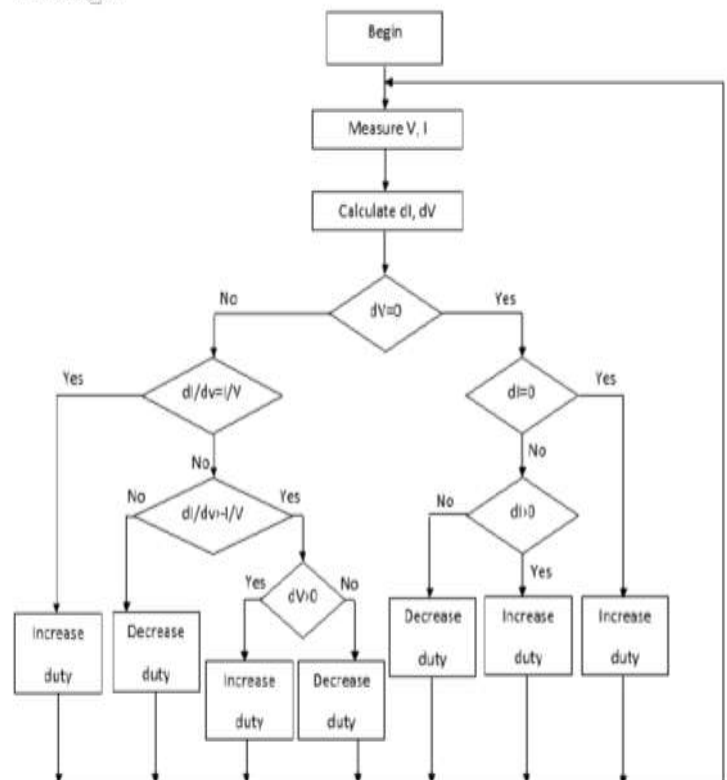 Begin
Measure V, I
Calculate dI, dV
dV=0
No
Yes
dI/dv=I/V
Yes
dI=0
Yes
No
No
dI/dv>-I/V
No
Yes
dI>0
No
Yes
dV>0
Yes
No
Increase
duty
Decrease
duty
Increase
duty
Decrease
duty
Decrease
duty
Increase
duty
Increase
duty